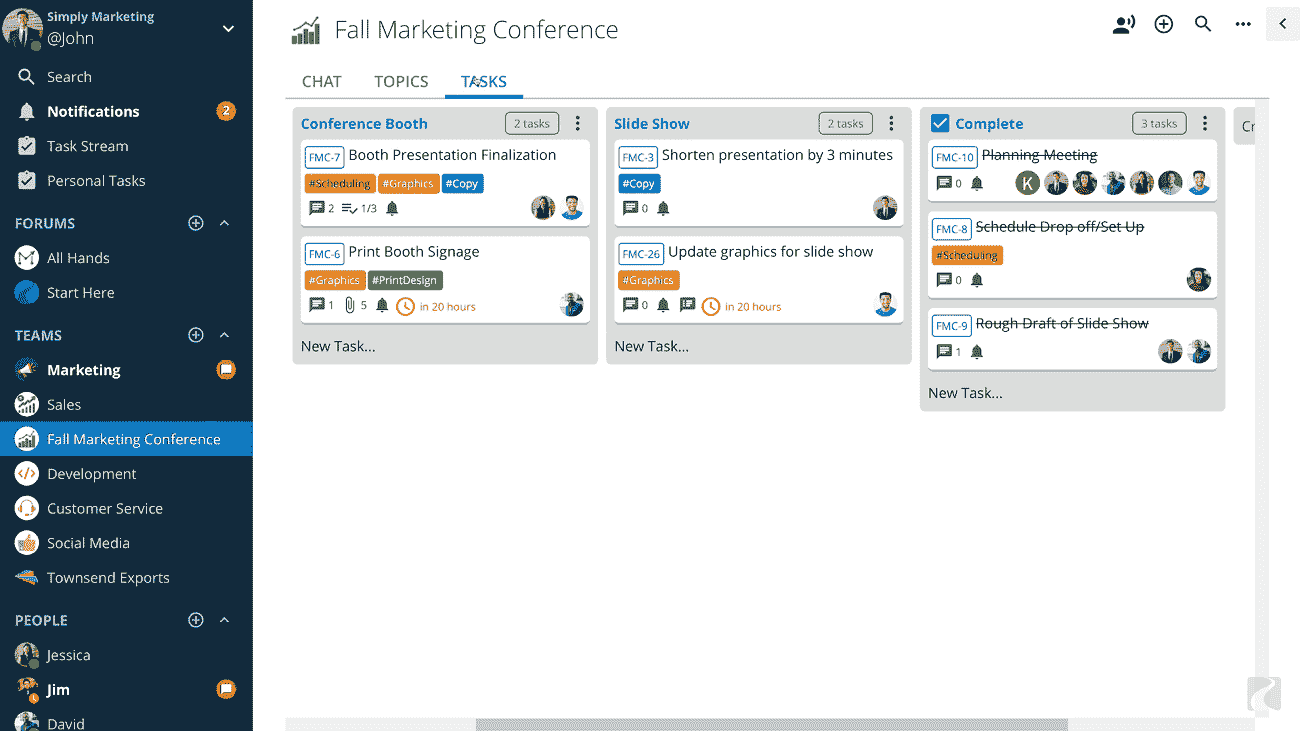 Simply Marketing
@John
Search
Notifications 2
Task Stream
Personal Tasks
FORUMS
All Hands
Start Here
TEAMS
Marketing
Sales
Fall Marketing Conference
Development
Customer Service
Social Media
Townsend Exports
PEOPLE
Jessica
Jim
David
Fall Marketing Conference
CHAT TOPICS TASKS
Conference Booth 2 tasks
FMC-7 Booth Presentation Finalization
#Scheduling #Graphics #Copy
2 1/3
FMC-6 Print Booth Signage
#Graphics #PrintDesign
1 5 in 20 hours
New Task...
Slide Show 2 tasks
FMC-3 Shorten presentation by 3 minutes
#Copy
0
FMC-26 Update graphics for slide show
#Graphics
0 in 20 hours
New Task...
Complete 3 tasks
FMC-10 Planning Meeting
0 K
FMC-8 Schedule Drop off/Set Up
#Scheduling
0
FMC-9 Rough Draft of Slide Show
1
New Task...
Cr